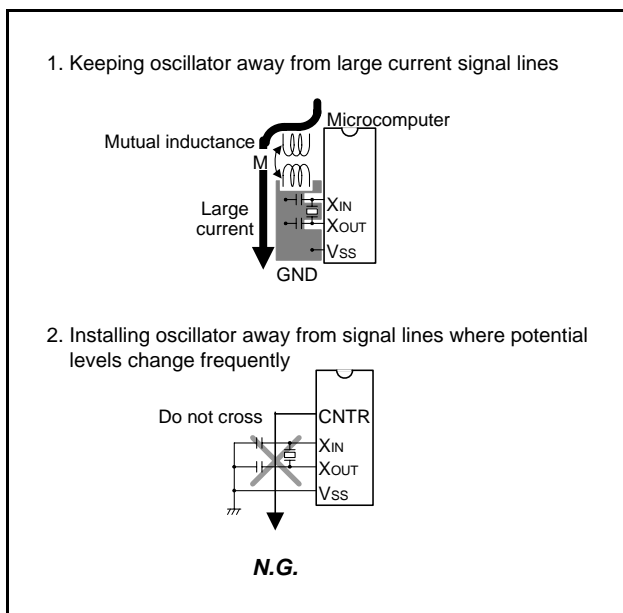 1. Keeping oscillator away from large current signal lines
Microcomputer
Mutual inductance
M
Large
current
XIN
XOUT
VSS
GND
2. Installing oscillator away from signal lines where potential
levels change frequently
Do not cross
CNTR
XIN
XOUT
VSS
N.G.